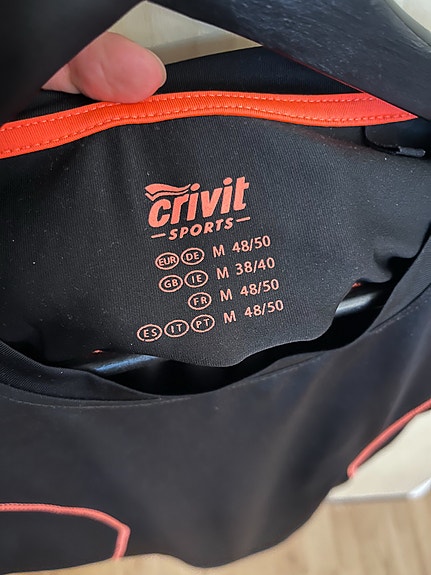 crivit
SPORTS
EUR DE M 48/50
GB IE M 38/40
FR M 48/50
ES IT PT M 48/50